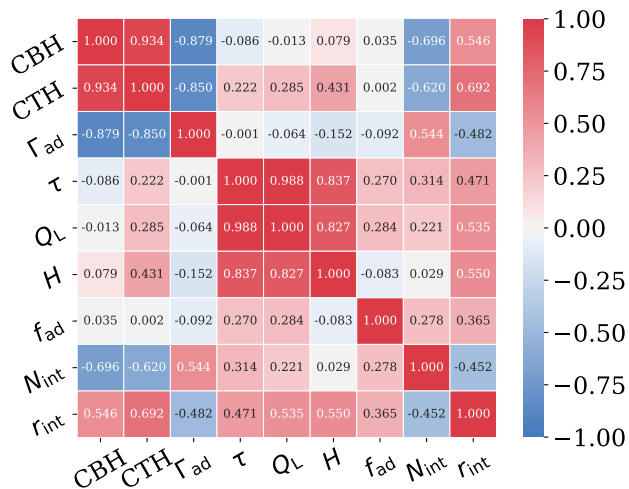 CBH 1.000 0.934 -0.879 -0.086 -0.013 0.079 0.035 -0.696 0.546
CTH 0.934 1.000 -0.850 0.222 0.285 0.431 0.002 -0.620 0.692
Γad -0.879 -0.850 1.000 -0.001 -0.064 -0.152 -0.092 0.544 -0.482
τ -0.086 0.222 -0.001 1.000 0.988 0.837 0.270 0.314 0.471
QL -0.013 0.285 -0.064 0.988 1.000 0.827 0.284 0.221 0.535
H 0.079 0.431 -0.152 0.837 0.827 1.000 -0.083 0.029 0.550
fad 0.035 0.002 -0.092 0.270 0.284 -0.083 1.000 0.278 0.365
Nint -0.696 -0.620 0.544 0.314 0.221 0.029 0.278 1.000 -0.452
rint 0.546 0.692 -0.482 0.471 0.535 0.550 0.365 -0.452 1.000
CBH CTH Γad τ QL H fad Nint rint
1.00
0.75
0.50
0.25
0.00
−0.25
−0.50
−0.75
−1.00